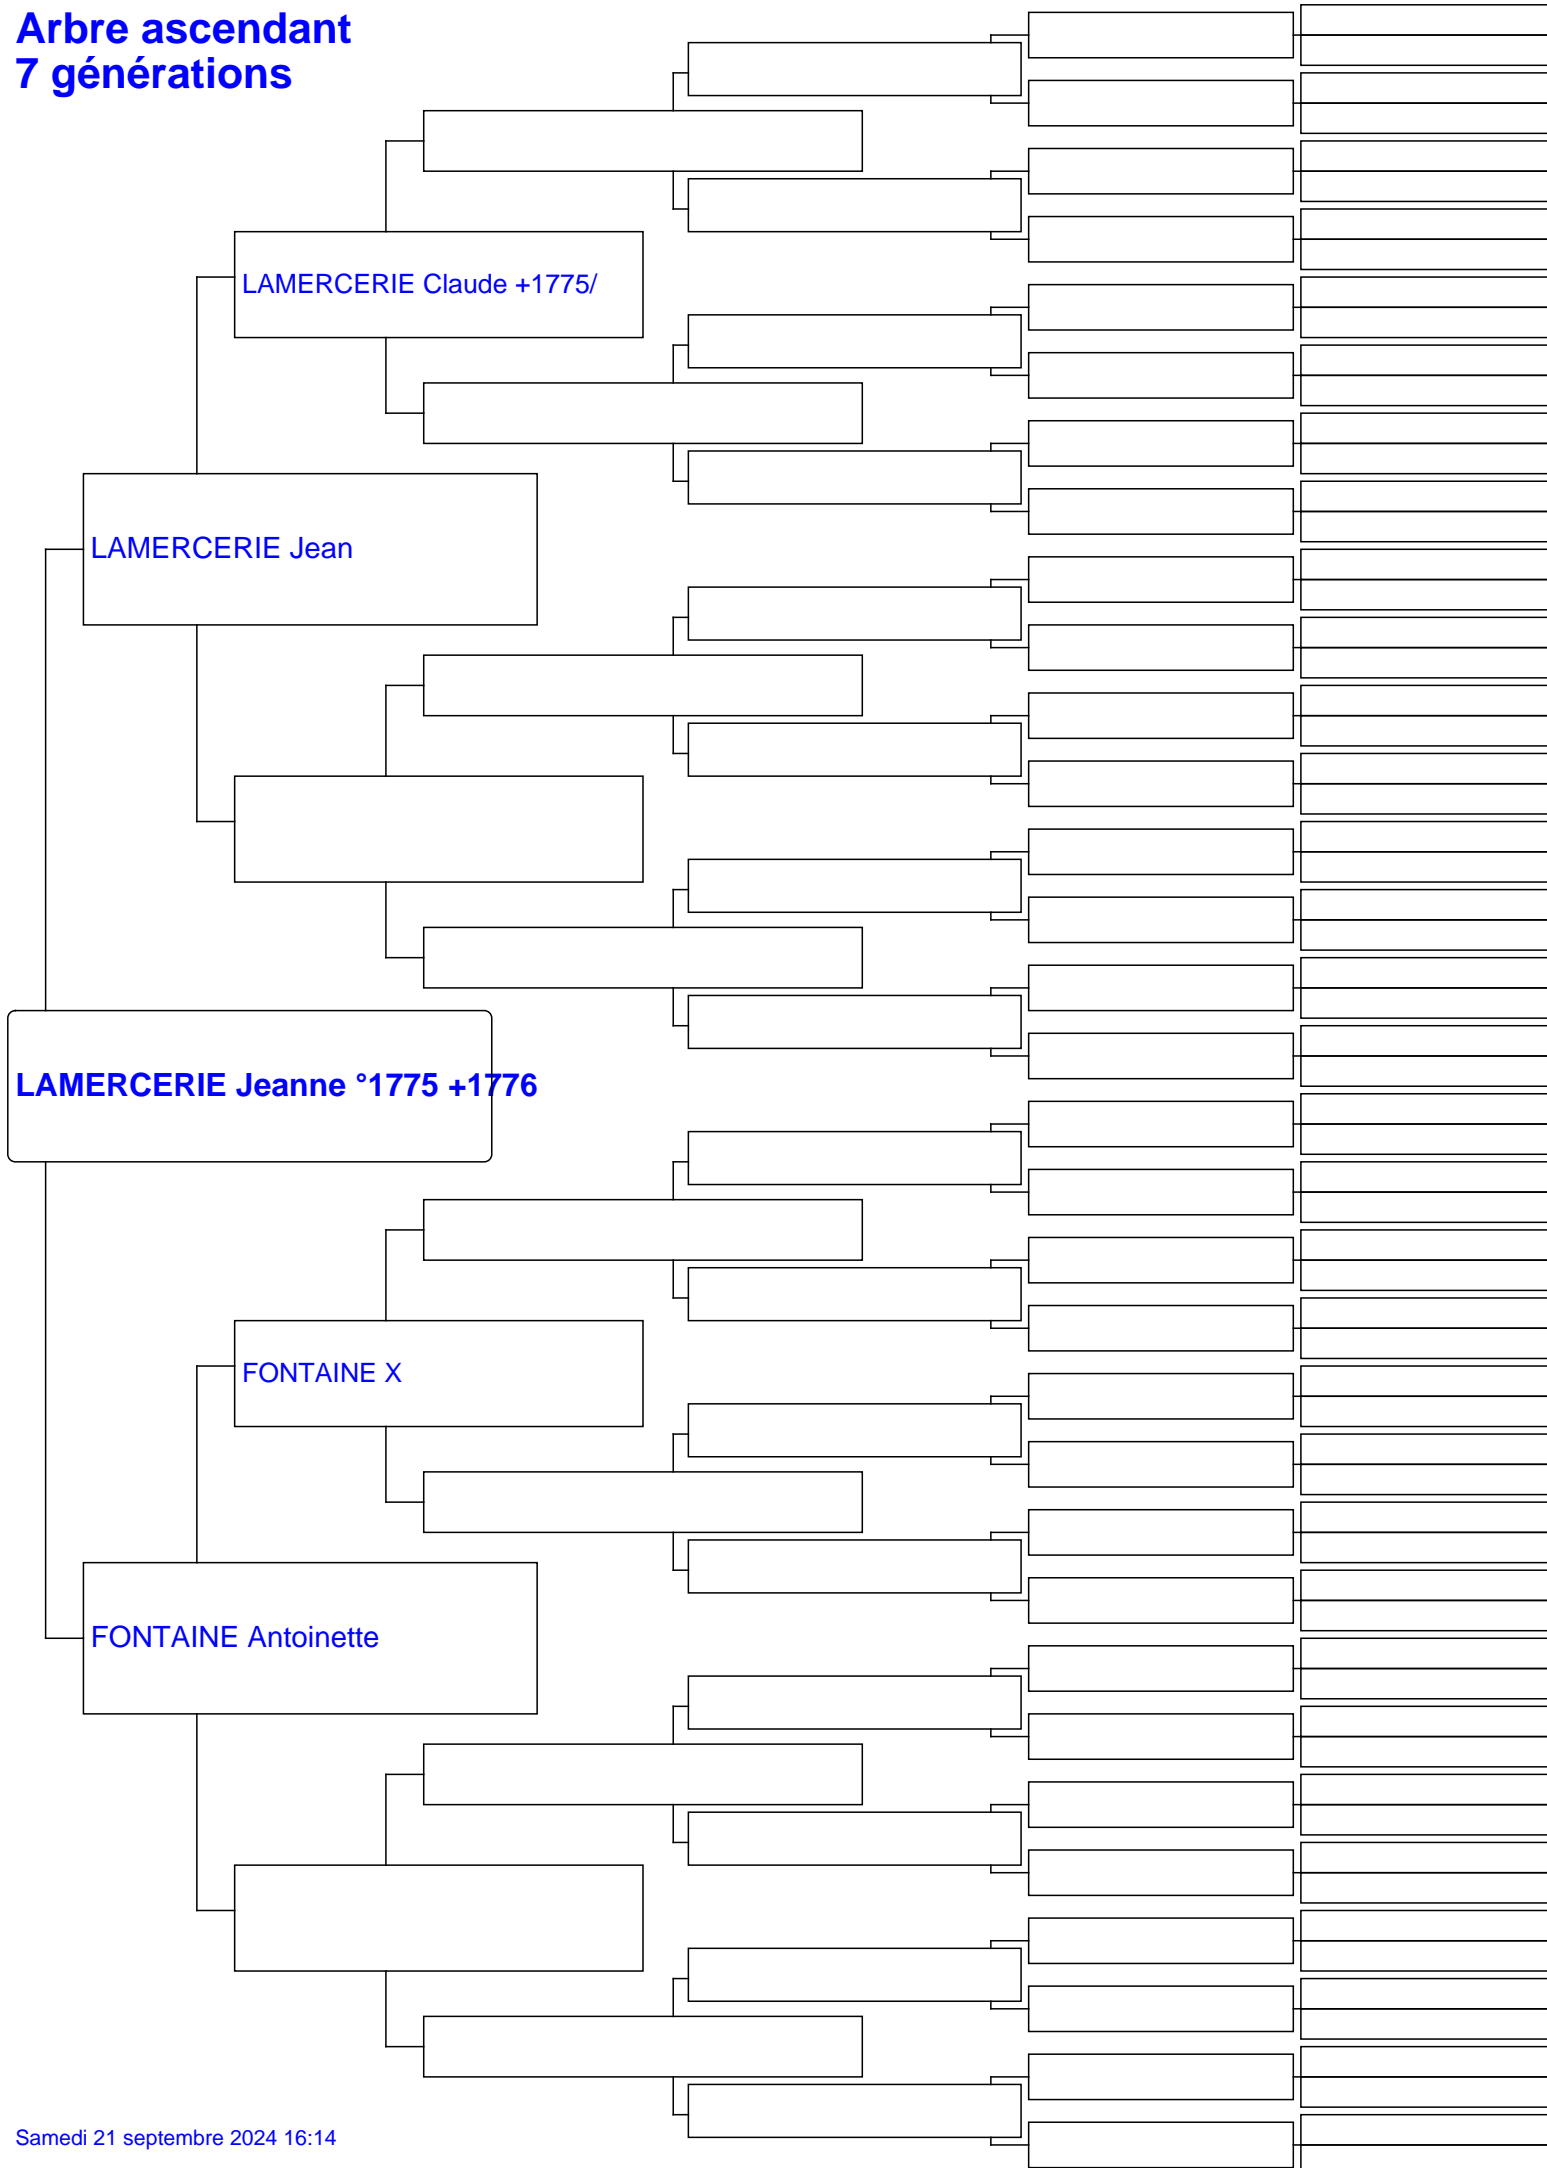 Arbre ascendant
7 générations
LAMERCERIE Claude +1775/
LAMERCERIE Jean
LAMERCERIE Jeanne °1775 +1776
FONTAINE X
FONTAINE Antoinette
Samedi 21 septembre 2024 16:14